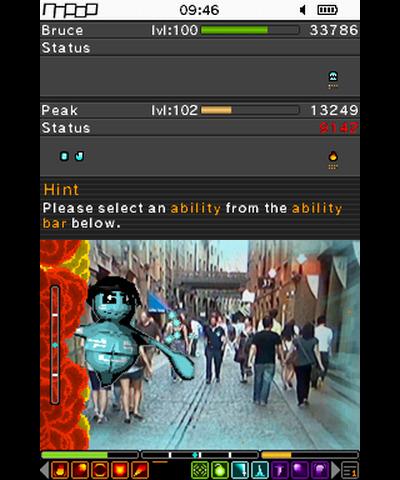 09:46
Bruce lvl:100 33786
Status
Peak lvl:102 13249
Status 9142
Hint
Please select an ability from the ability
bar below.